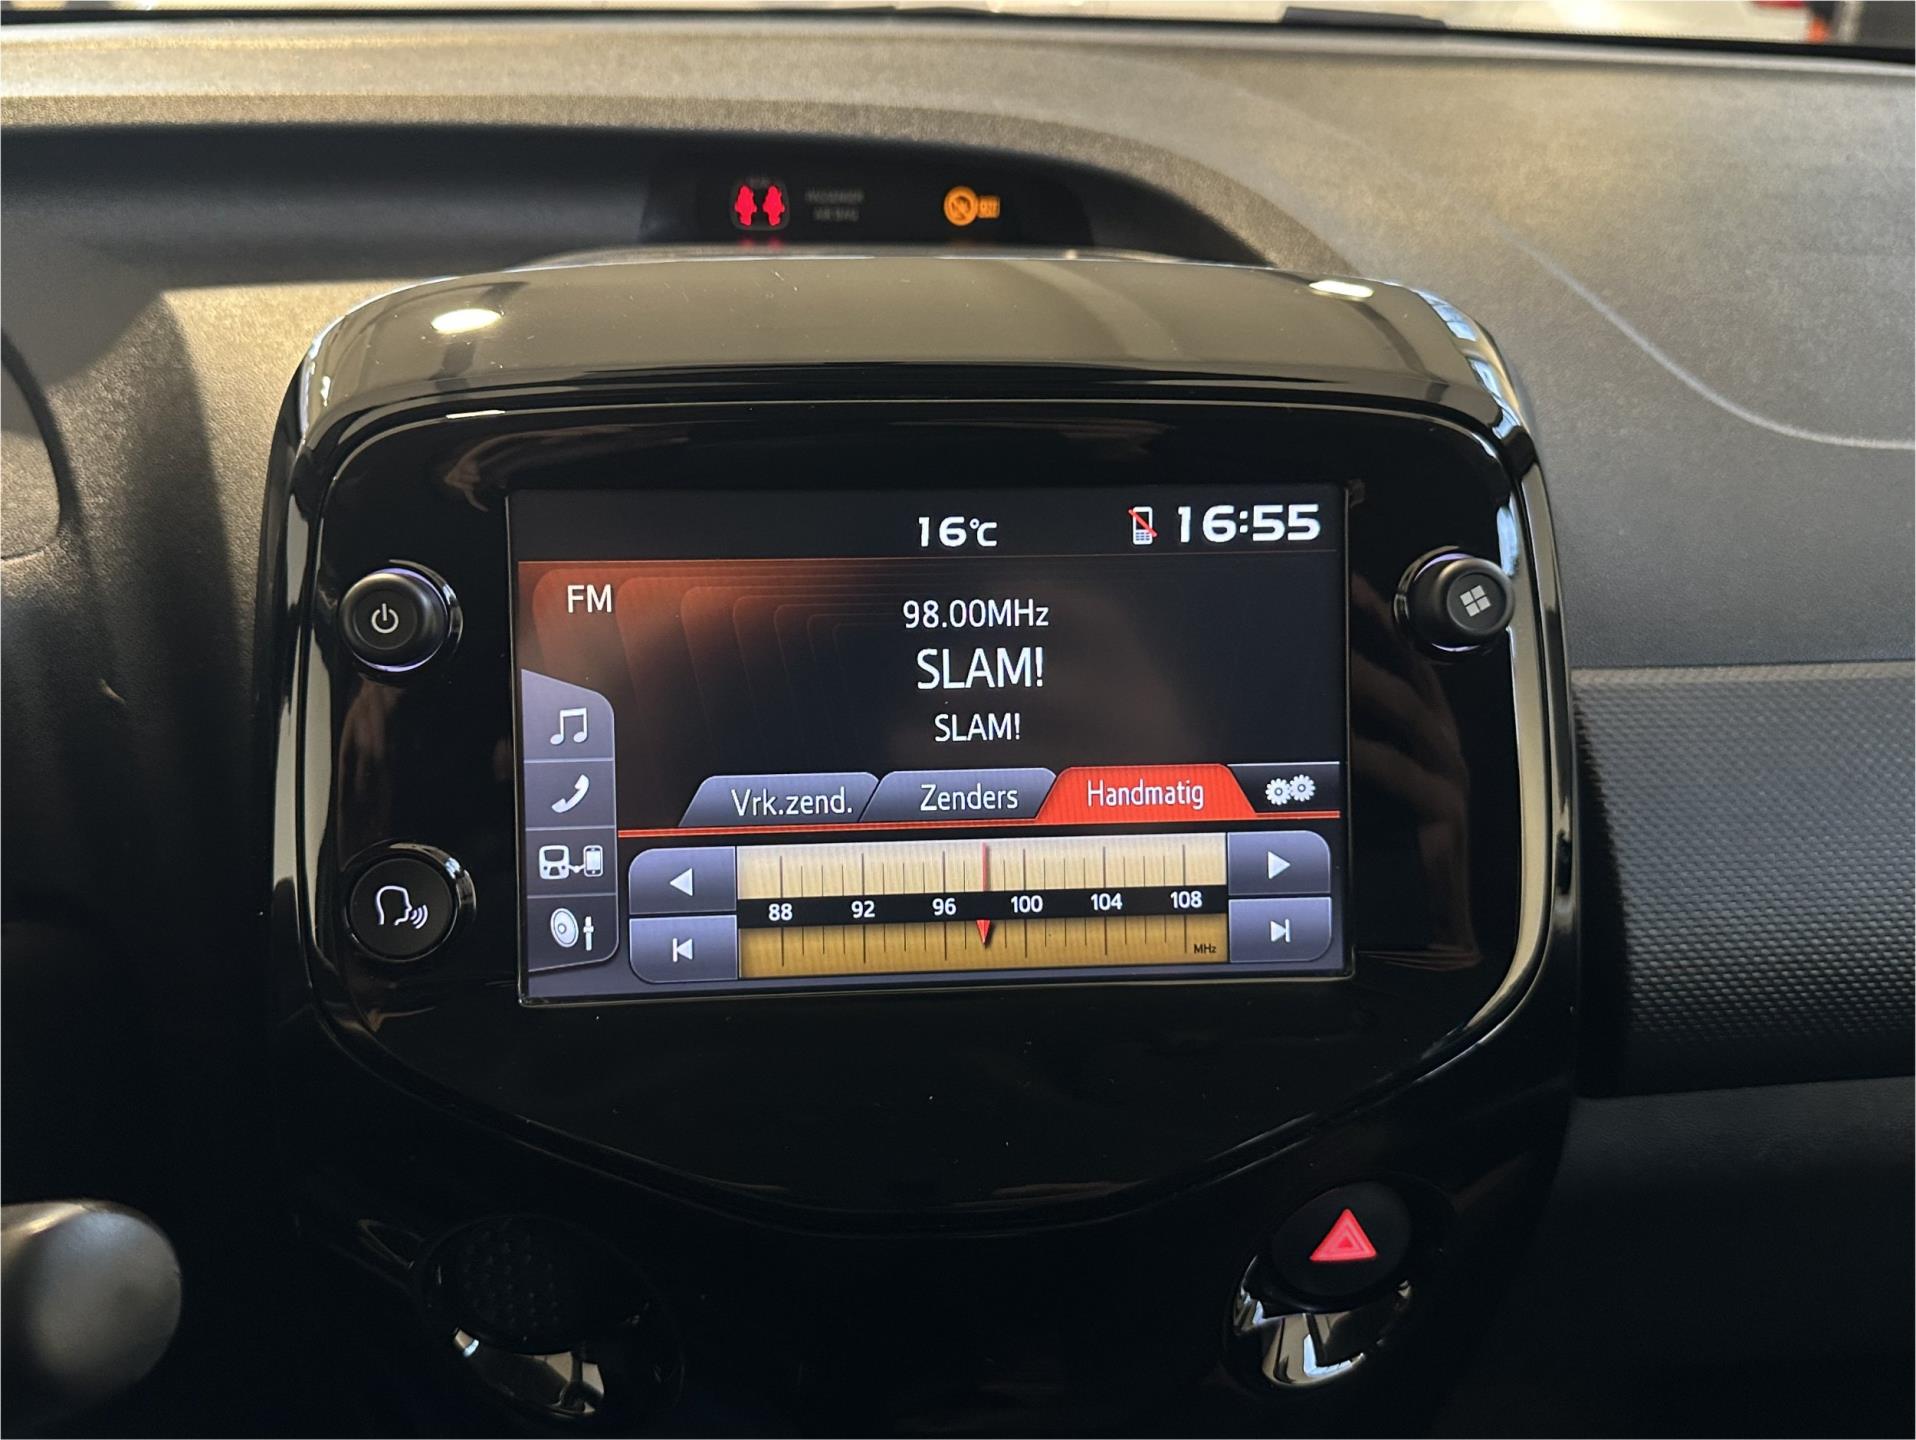 16°C
16:55
FM
98.00MHz
SLAM!
SLAM!
Vrk.zend.
Zenders
Handmatig
88 92 96 100 104 108
MHz